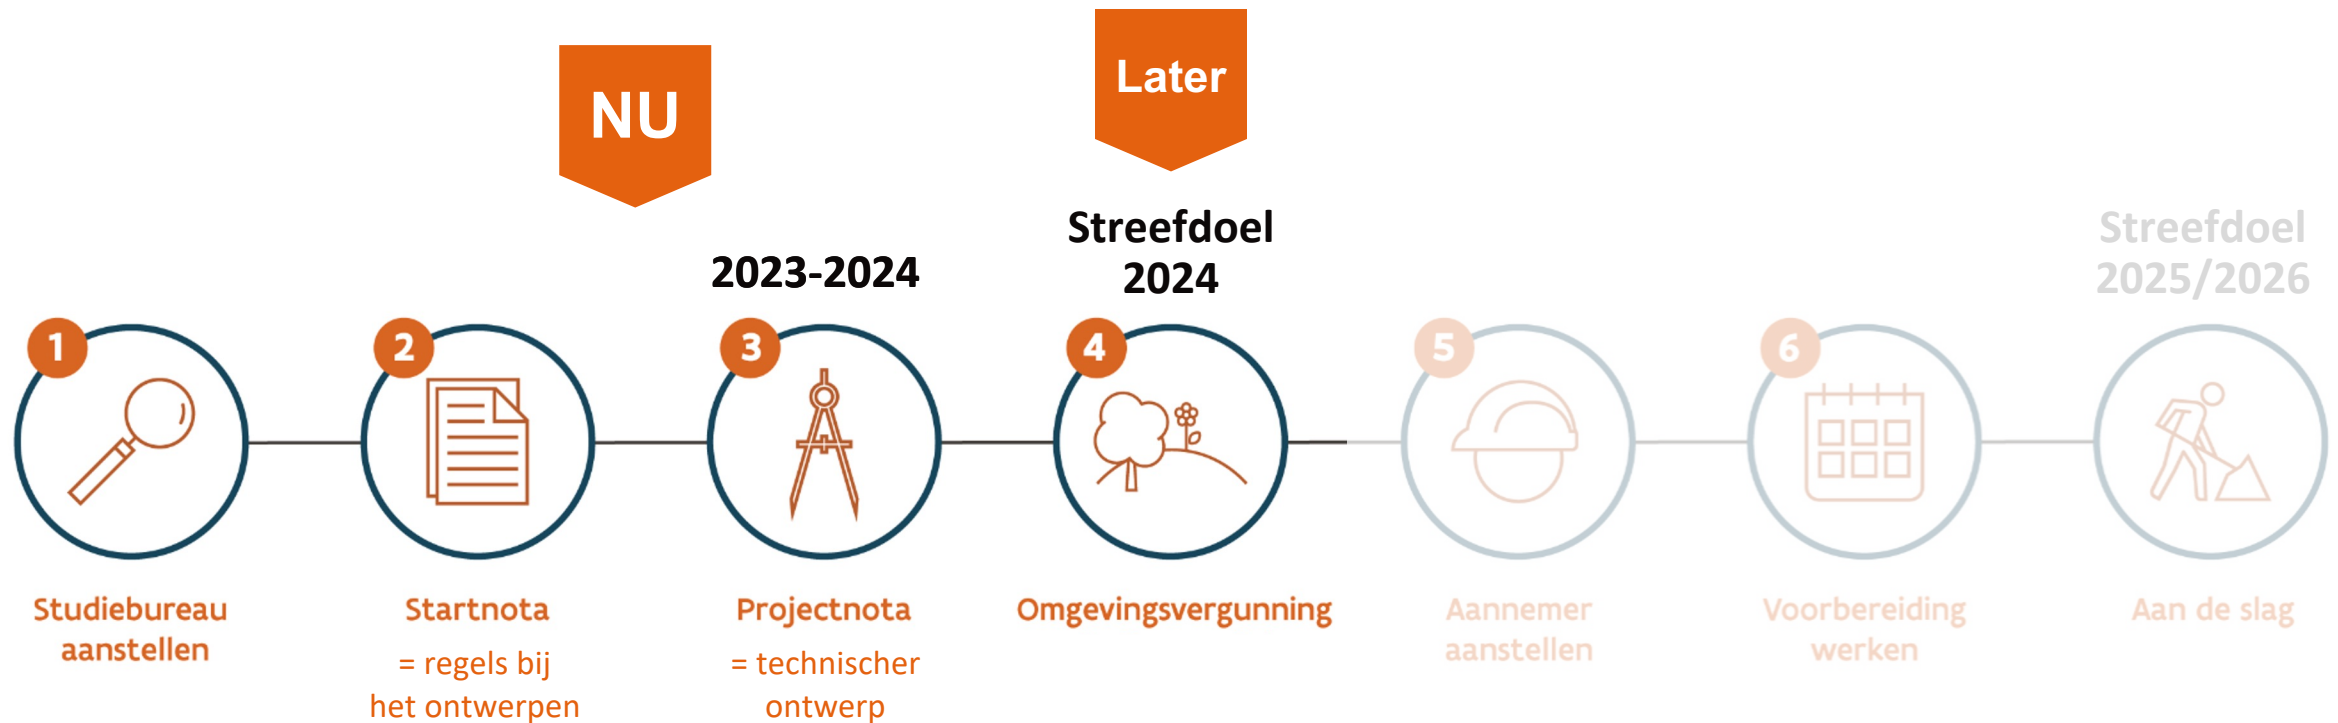 NU
Later
2023-2024
Streefdoel
2024
Streefdoel
2025/2026
1
2
3
4
5
6
Studiebureau
aanstellen
Startnota
= regels bij
het ontwerpen
Projectnota
= technischer
ontwerp
Omgevingsvergunning
Aannemer
aanstellen
Voorbereiding
werken
Aan de slag